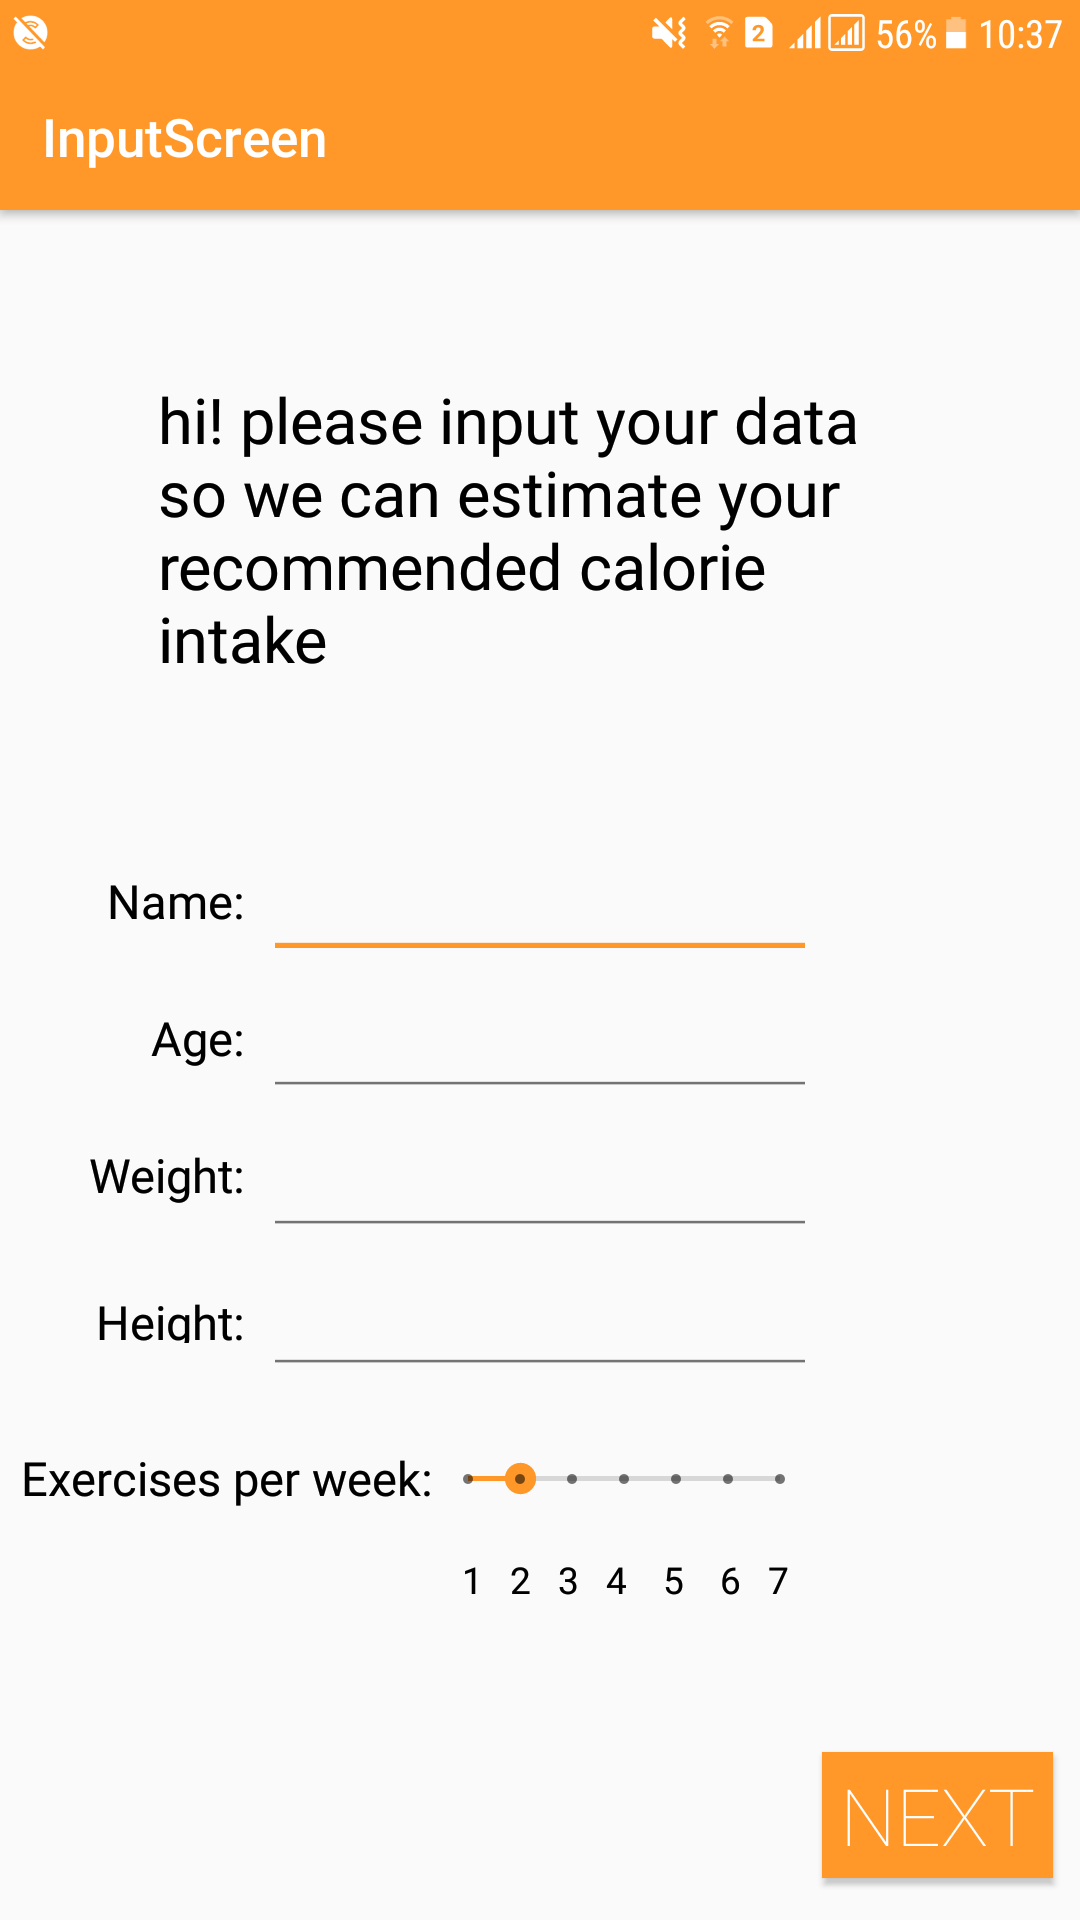 2 56% 10:37
InputScreen
hi! please input your data
so we can estimate your
recommended calorie
intake
Name:
Age:
Weight:
Height:
Exercises per week:
1 2 3 4 5 6 7
NEXT